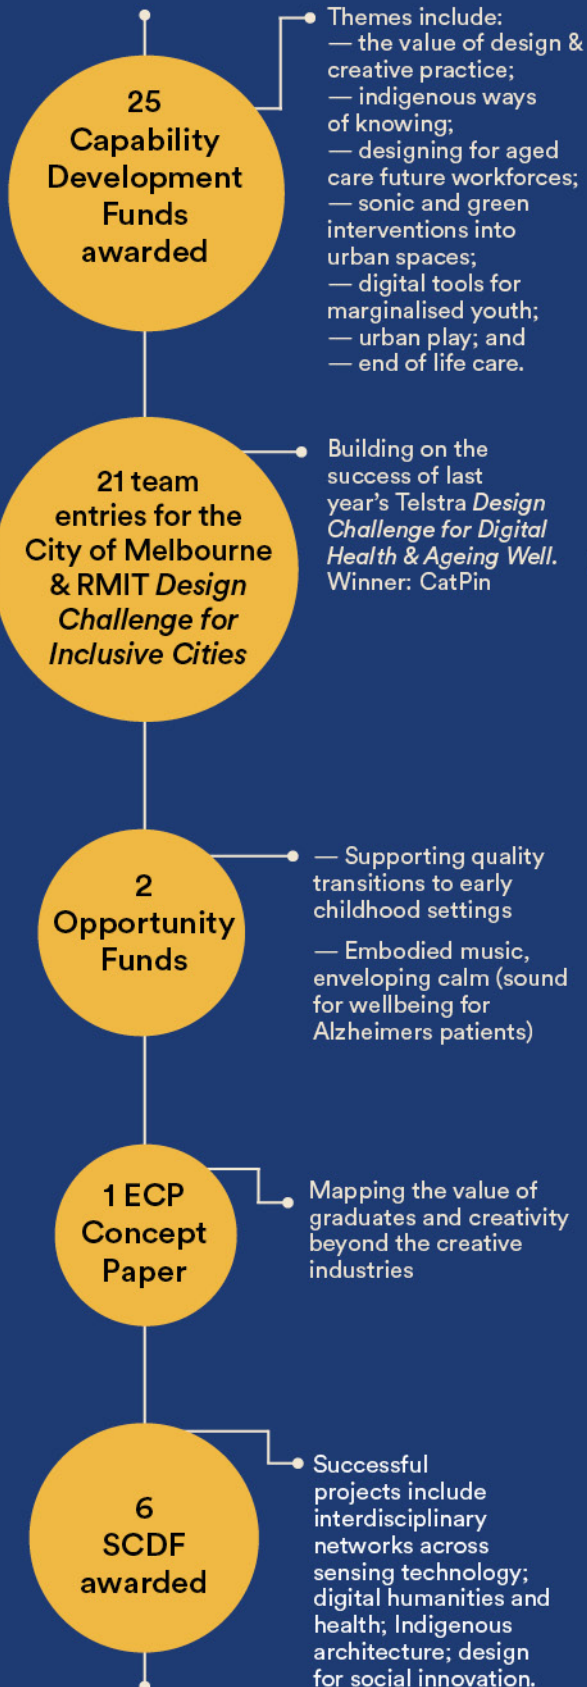 25
Capability
Development
Funds
awarded
Themes include:
— the value of design &
creative practice;
— indigenous ways
of knowing;
— designing for aged
care future workforces;
— sonic and green
interventions into
urban spaces;
— digital tools for
marginalised youth;
— urban play; and
— end of life care.
21 team
entries for the
City of Melbourne
& RMIT Design
Challenge for
Inclusive Cities
Building on the
success of last
year’s Telstra Design
Challenge for Digital
Health & Ageing Well.
Winner: CatPin
2
Opportunity
Funds
— Supporting quality
transitions to early
childhood settings
— Embodied music,
enveloping calm (sound
for wellbeing for
Alzheimers patients)
1 ECP
Concept
Paper
Mapping the value of
graduates and creativity
beyond the creative
industries
6
SCDF
awarded
Successful
projects include
interdisciplinary
networks across
sensing technology;
digital humanities and
health; Indigenous
architecture; design
for social innovation.